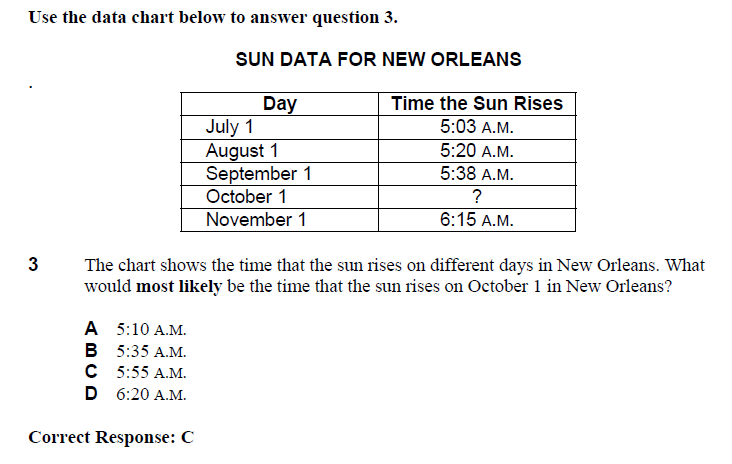 Use the data chart below to answer question 3.
SUN DATA FOR NEW ORLEANS
.
Day Time the Sun Rises
July 1 5:03 A.M.
August 1 5:20 A.M.
September 1 5:38 A.M.
October 1 ?
November 1 6:15 A.M.
3 The chart shows the time that the sun rises on different days in New Orleans. What
would most likely be the time that the sun rises on October 1 in New Orleans?
A 5:10 A.M.
B 5:35 A.M.
C 5:55 A.M.
D 6:20 A.M.
Correct Response: C